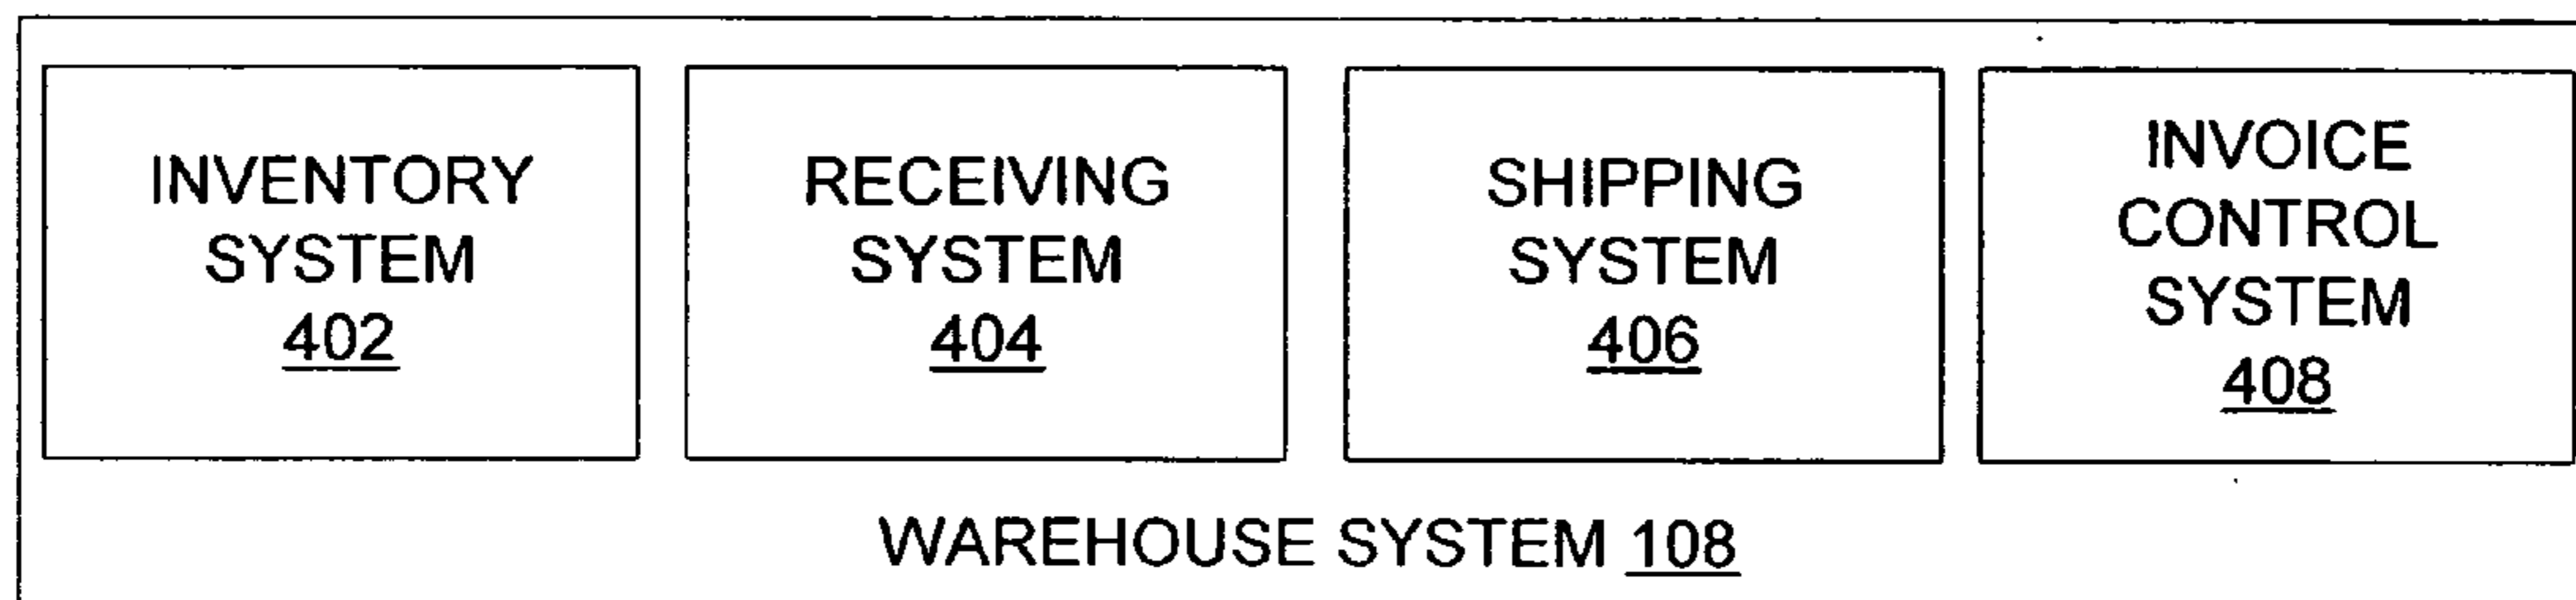 INVENTORY
SYSTEM
402
RECEIVING
SYSTEM
404
SHIPPING
SYSTEM
406
INVOICE
CONTROL
SYSTEM
408
WAREHOUSE SYSTEM 108